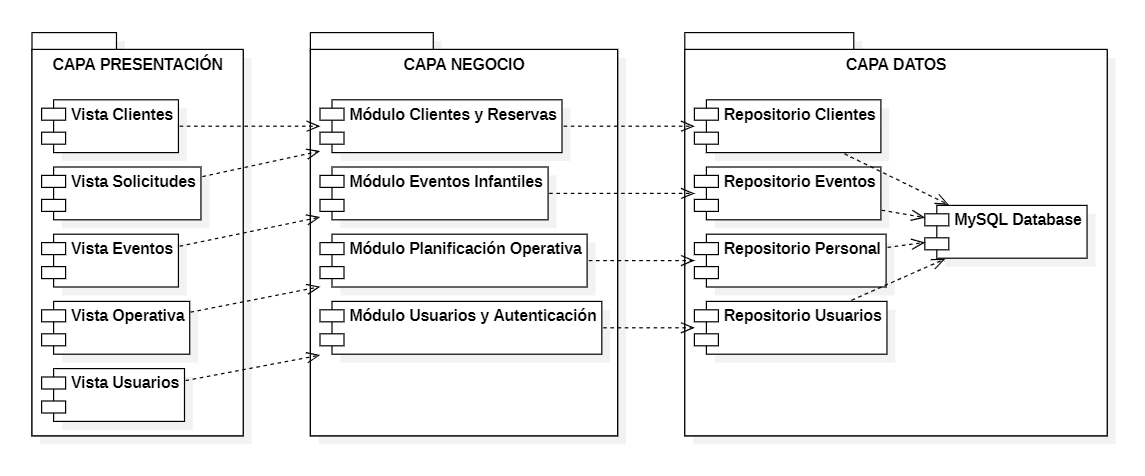 CAPA PRESENTACIÓN
Vista Clientes
Vista Solicitudes
Vista Eventos
Vista Operativa
Vista Usuarios
CAPA NEGOCIO
Módulo Clientes y Reservas
Módulo Eventos Infantiles
Módulo Planificación Operativa
Módulo Usuarios y Autenticación
CAPA DATOS
Repositorio Clientes
Repositorio Eventos
Repositorio Personal
Repositorio Usuarios
MySQL Database